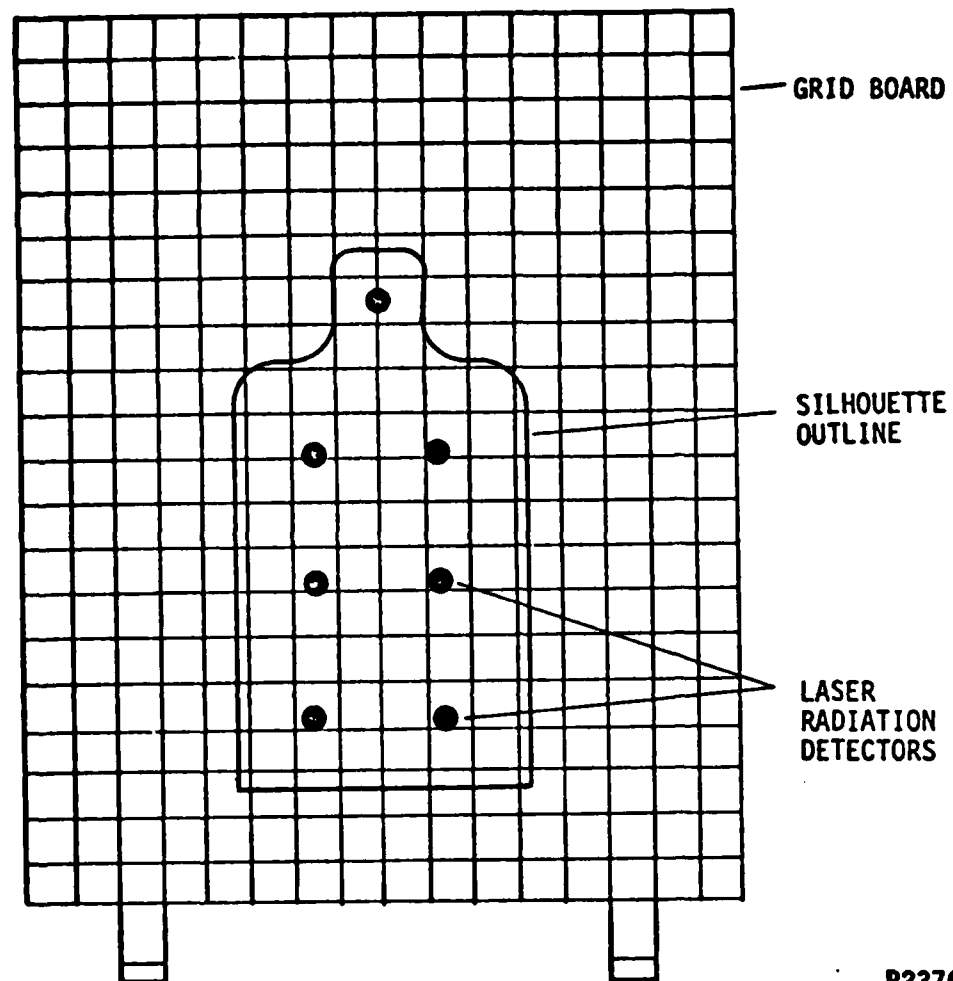 GRID BOARD
SILHOUETTE
OUTLINE
LASER
RADIATION
DETECTORS